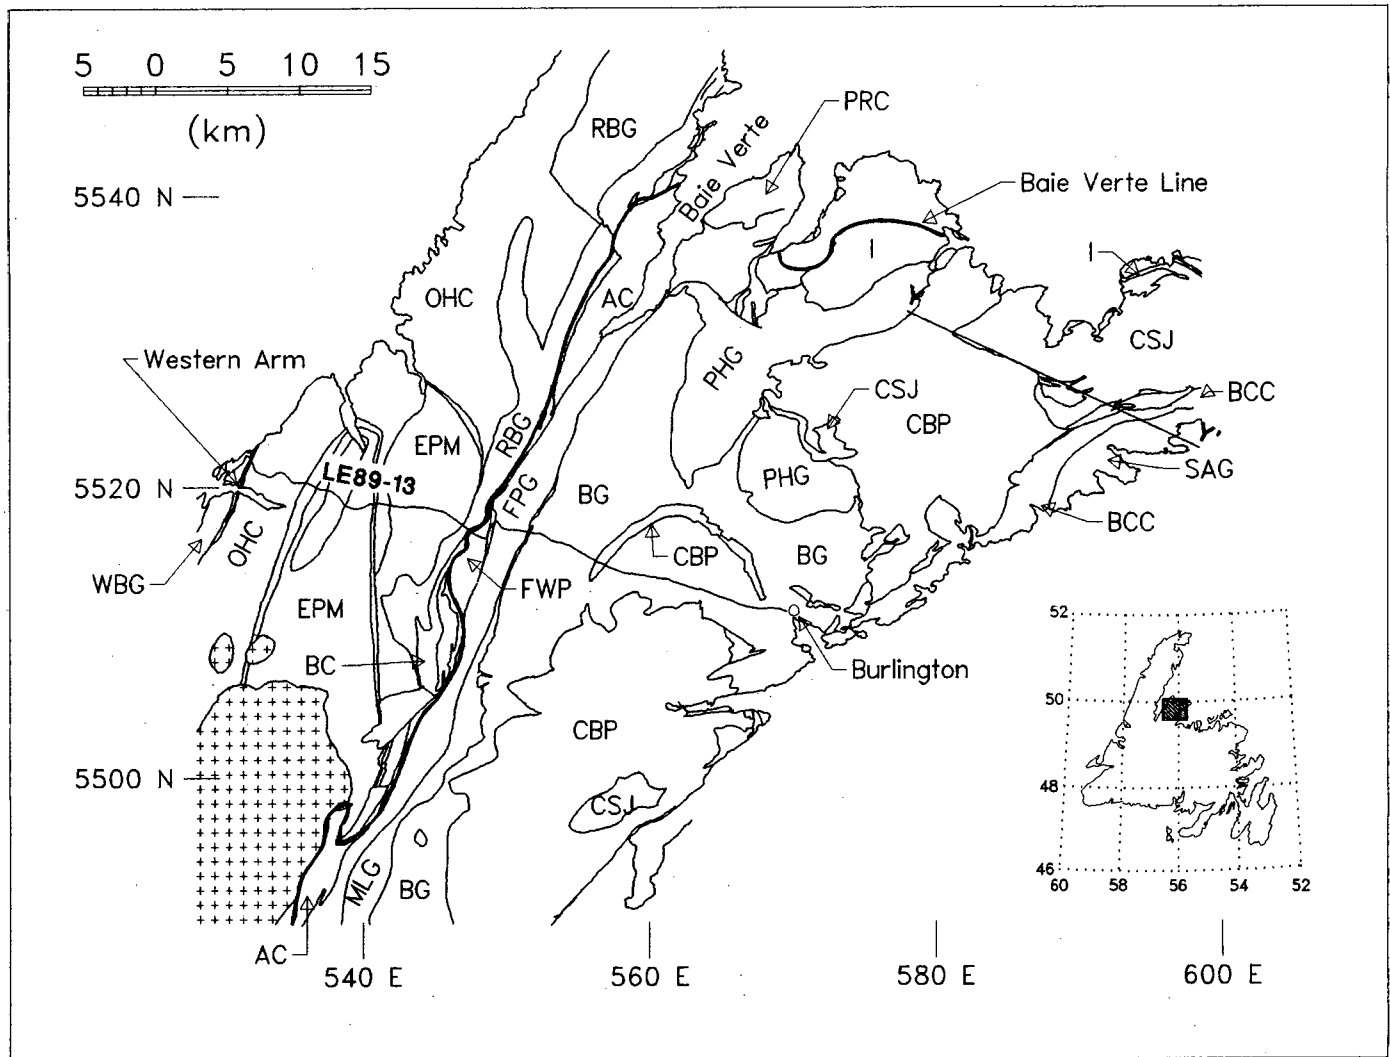 5 0 5 10 15
(km)
RBG
Baie Verte
PRC
Baie Verte Line
5540 N
I
I
OHC
AC
CSJ
Western Arm
PHG
CSJ
CBP
BCC
EPM
RBG
LE89-13
SAG
5520 N
FPG
BG
PHG
BCC
OHC
CBP
BG
WBG
FWP
EPM
BC
Burlington
CBP
5500 N
CSJ
MLG
BG
AC
540 E
560 E
580 E
600 E
52
50
48
46
60 58 56 54 52